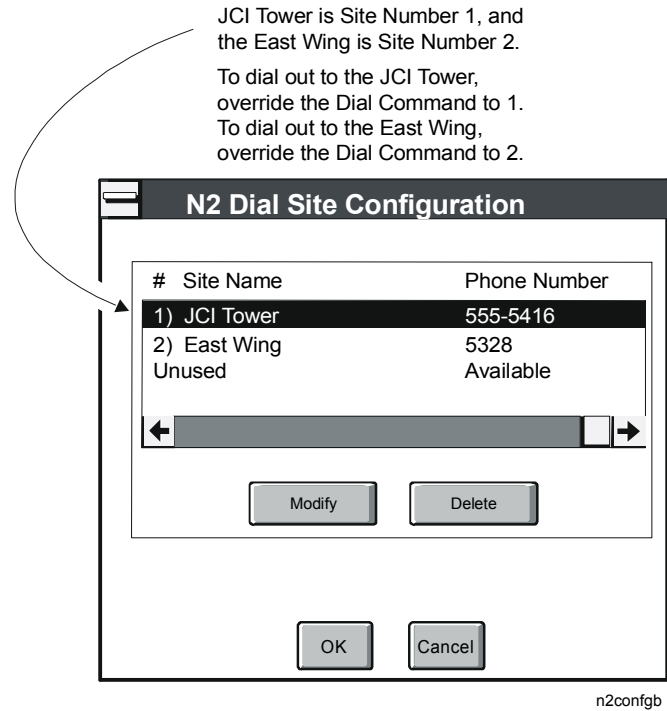 JCI Tower is Site Number 1, and
the East Wing is Site Number 2.
To dial out to the JCI Tower,
override the Dial Command to 1.
To dial out to the East Wing,
override the Dial Command to 2.
N2 Dial Site Configuration
# Site Name Phone Number
1) JCI Tower 555-5416
2) East Wing 5328
Unused Available
Modify Delete
OK Cancel
n2confgb